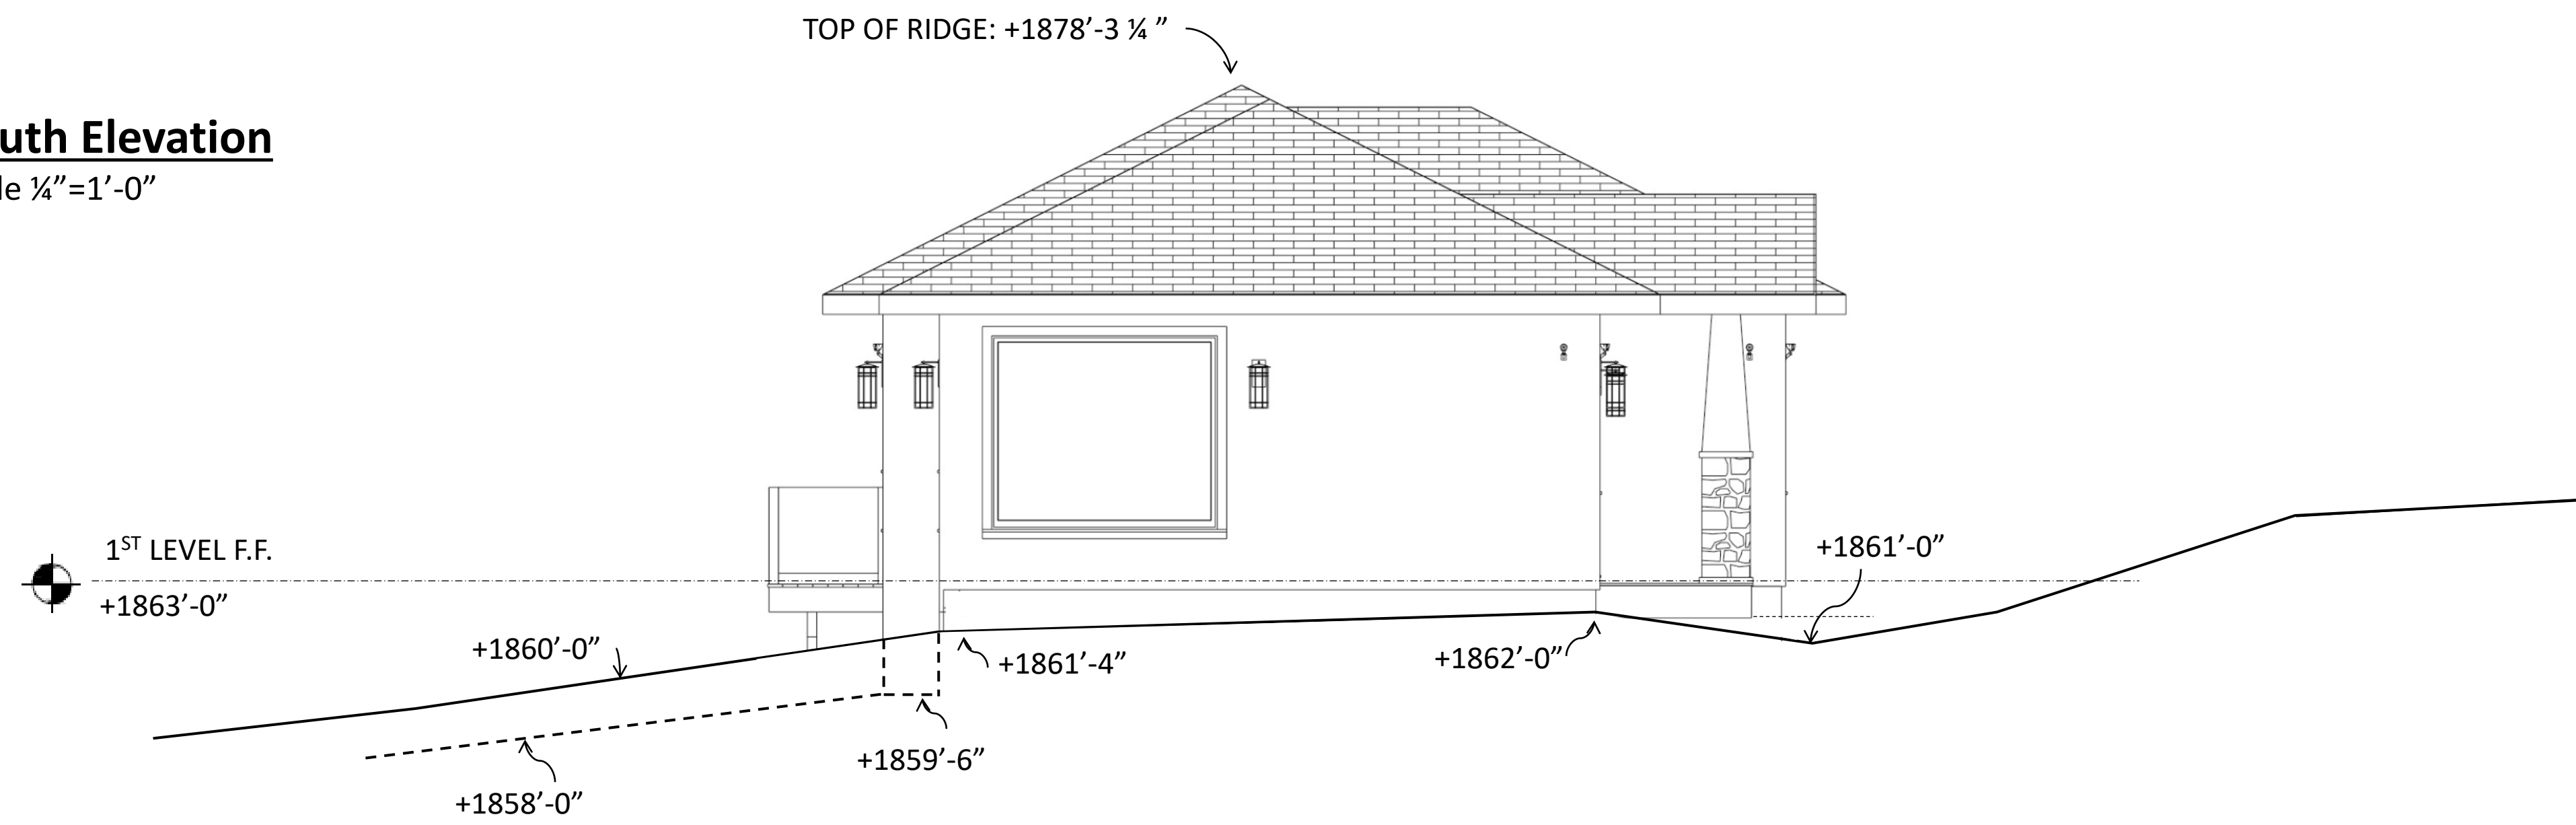 TOP OF RIDGE: +1878’-3 ¼ ”
uth Elevation
le ¼”=1’-0”
1ST LEVEL F.F.
+1863’-0”
+1861’-0”
+1860’-0”
+1861’-4”
+1862’-0”
+1859’-6”
+1858’-0”